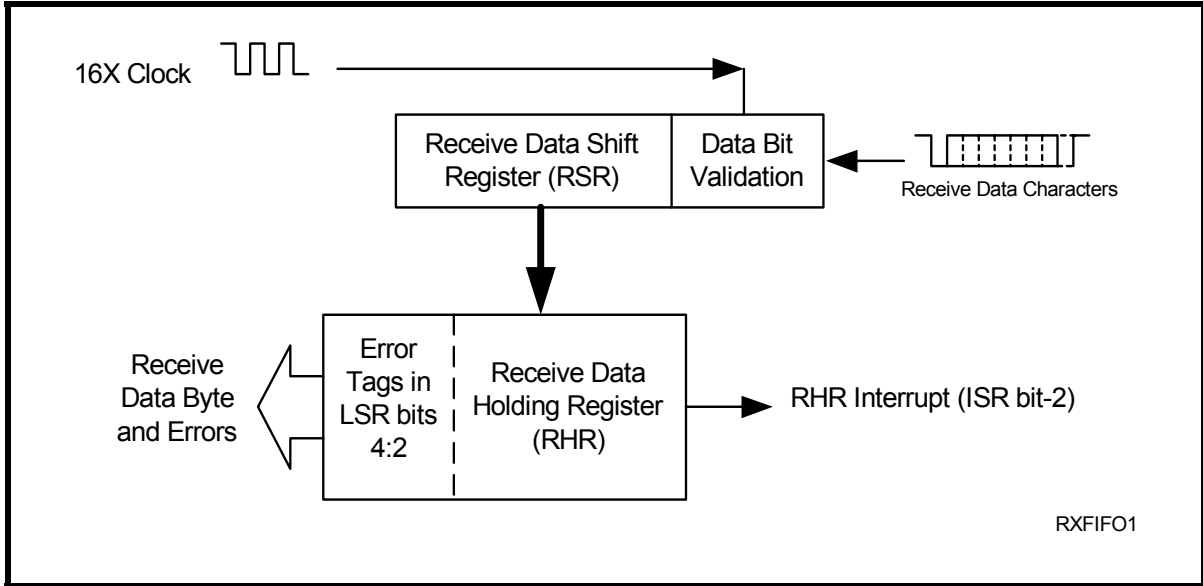 16X Clock
Receive Data Shift
Register (RSR)
Data Bit
Validation
Receive Data Characters
Receive
Data Byte
and Errors
Error
Tags in
LSR bits
4:2
Receive Data
Holding Register
(RHR)
RHR Interrupt (ISR bit-2)
RXFIFO1